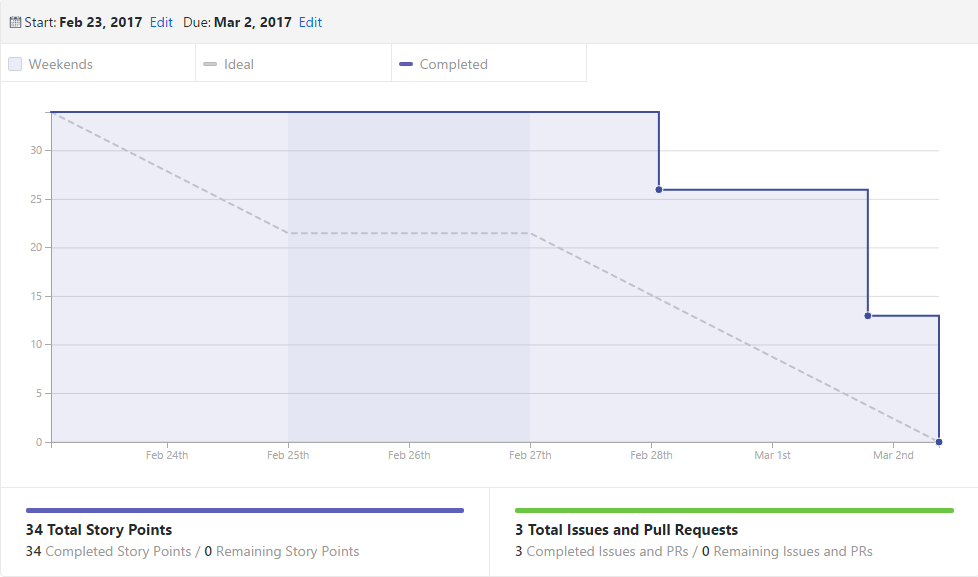 Start: Feb 23, 2017 Edit Due: Mar 2, 2017 Edit
Weekends Ideal Completed
30
25
20
15
10
5
0
Feb 24th Feb 25th Feb 26th Feb 27th Feb 28th Mar 1st Mar 2nd
34 Total Story Points
34 Completed Story Points / 0 Remaining Story Points
3 Total Issues and Pull Requests
3 Completed Issues and PRs / 0 Remaining Issues and PRs